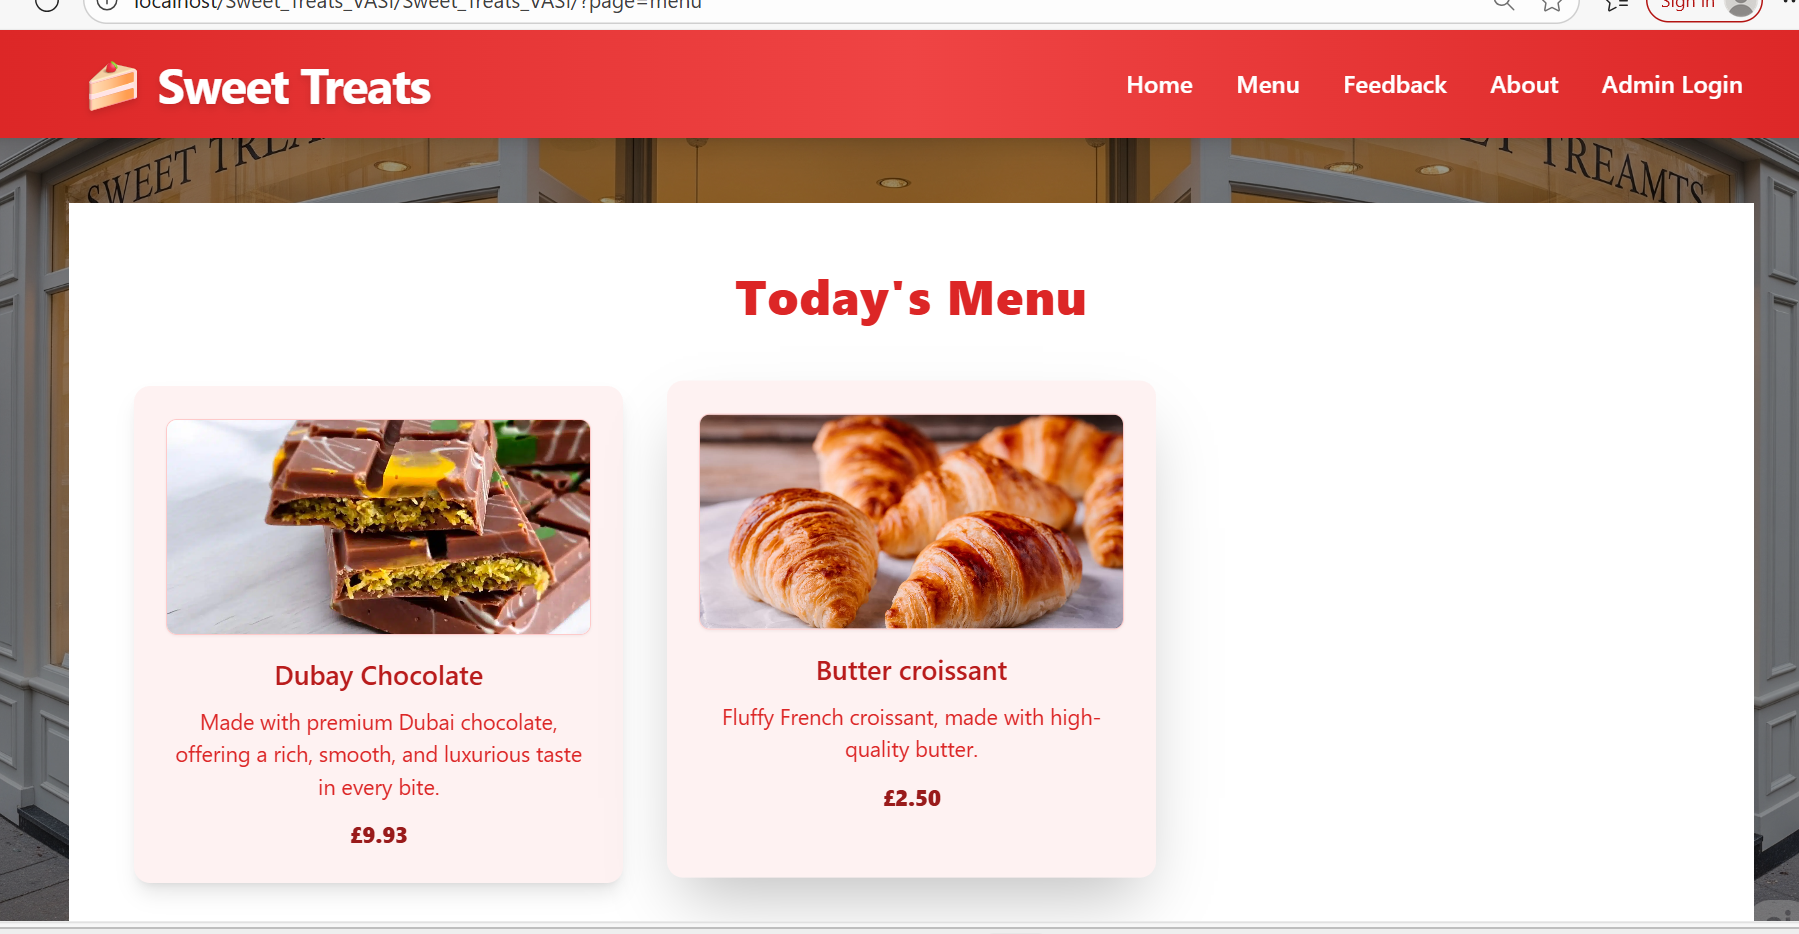 localhost/Sweet_Treats_VASI/Sweet_Treats_VASI/?page=menu
Sign in
Sweet Treats
Home
Menu
Feedback
About
Admin Login
SWEET TREA
TREAMTS
Today's Menu
Dubay Chocolate
Made with premium Dubai chocolate,
offering a rich, smooth, and luxurious taste
in every bite.
£9.93
Butter croissant
Fluffy French croissant, made with high-
quality butter.
£2.50